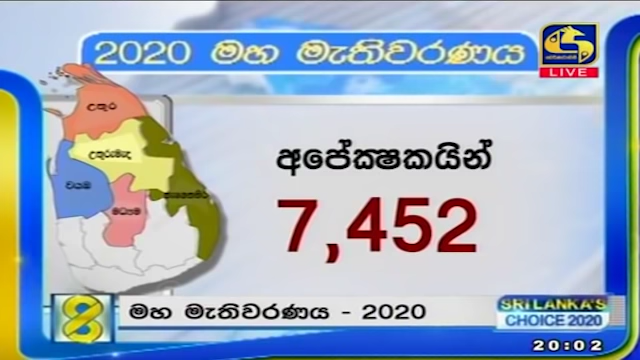 2020 මහ මැතිවරණය
LIVE
උතුර
උතුරුමැද
වයඹ
මධ්‍යම
අපේක්‍ෂකයින්
7,452
8
මහ මැතිවරණය - 2020
SRI LANKA'S
CHOICE 2020
20:02